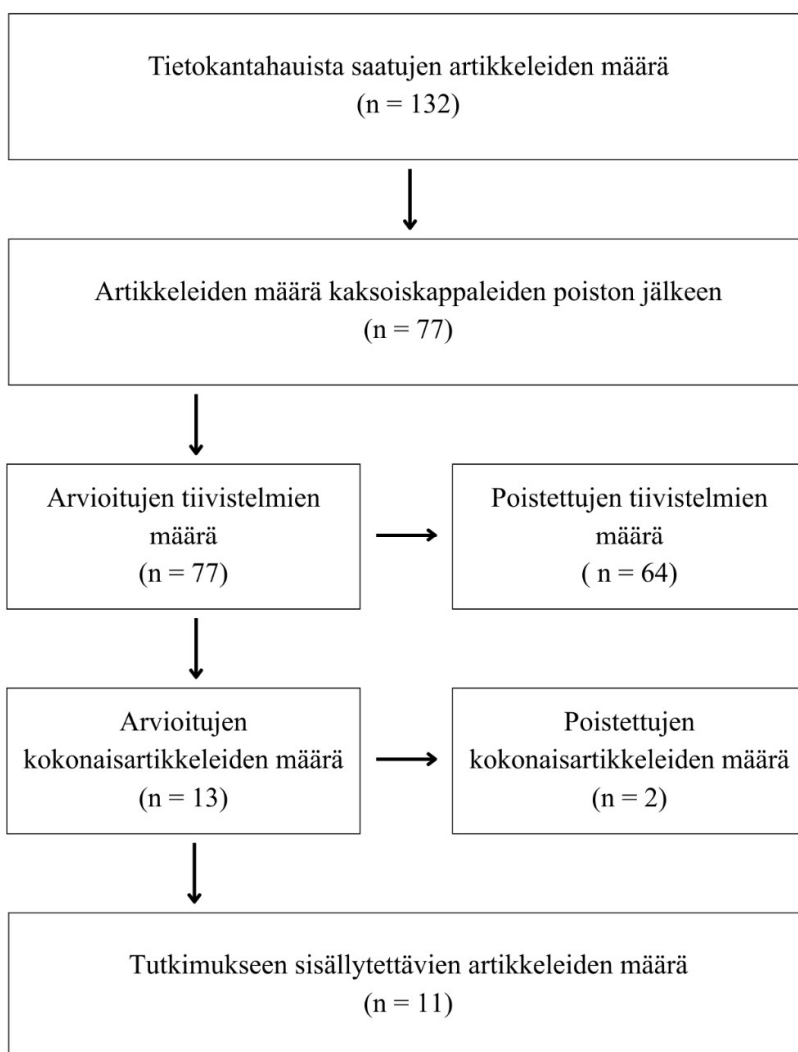 Tietokantahauista saatujen artikkeleiden määrä
(n = 132)
Artikkeleiden määrä kaksoiskappaleiden poiston jälkeen
(n = 77)
Arvioitujen tiivistelmien
määrä
(n = 77)
Poistettujen tiivistelmien
määrä
( n = 64)
Arvioitujen
kokonaisartikkeleiden määrä
(n = 13)
Poistettujen
kokonaisartikkeleiden määrä
(n = 2)
Tutkimukseen sisällytettävien artikkeleiden määrä
(n = 11)